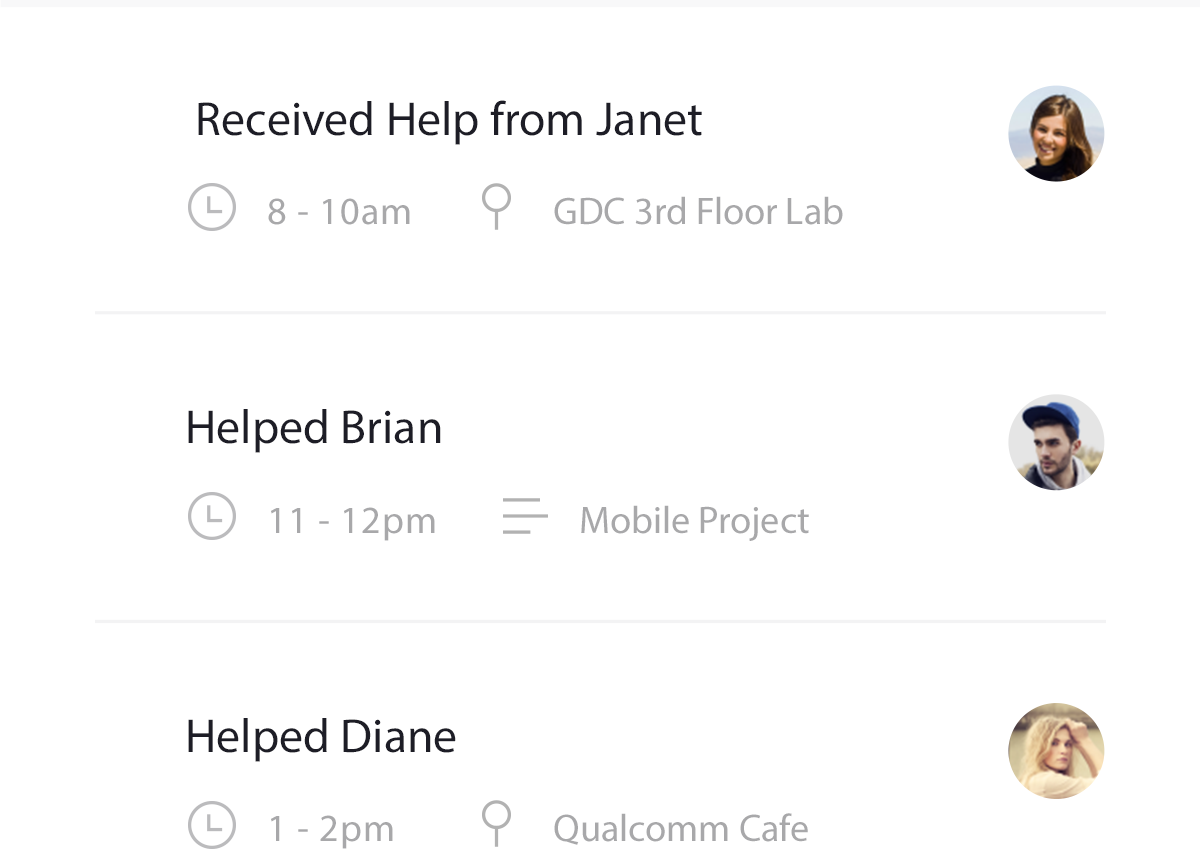 Received Help from Janet
8 - 10am GDC 3rd Floor Lab
Helped Brian
11 - 12pm Mobile Project
Helped Diane
1 - 2pm Qualcomm Cafe